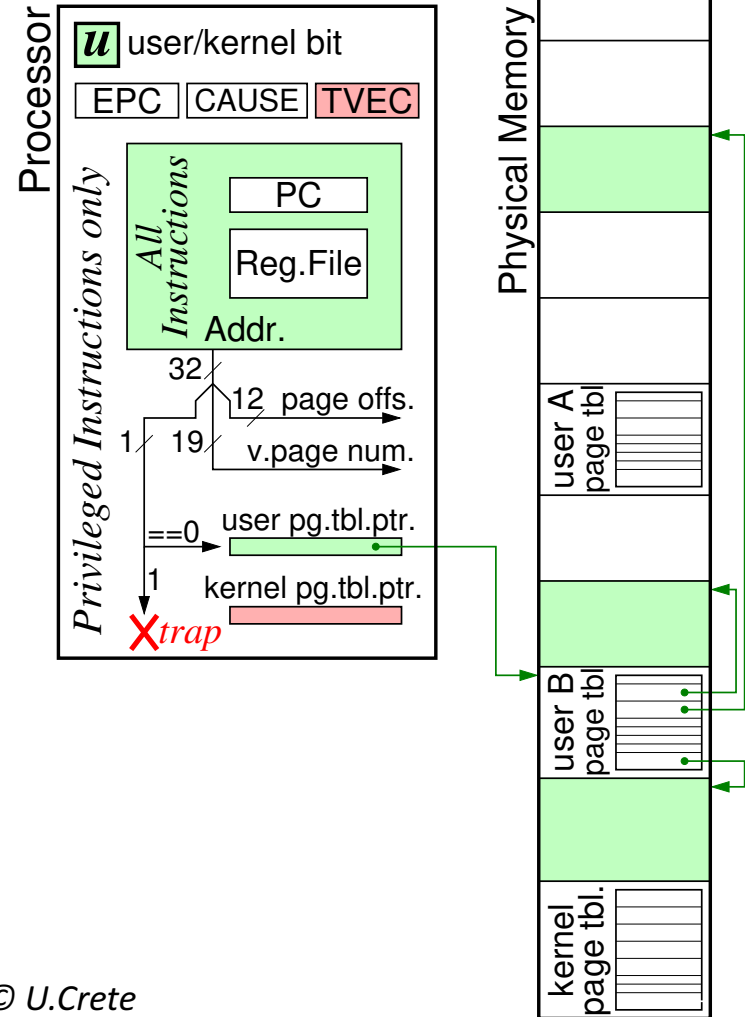 Processor
u user/kernel bit
EPC CAUSE TVEC
Privileged Instructions only
All
Instructions
PC
Reg.File
Addr.
32
12 page offs.
1 19
v.page num.
==0 user pg.tbl.ptr.
1
kernel pg.tbl.ptr.
trap
Physical Memory
user A
page tbl
user B
page tbl
kernel
page tbl.
© U.Crete